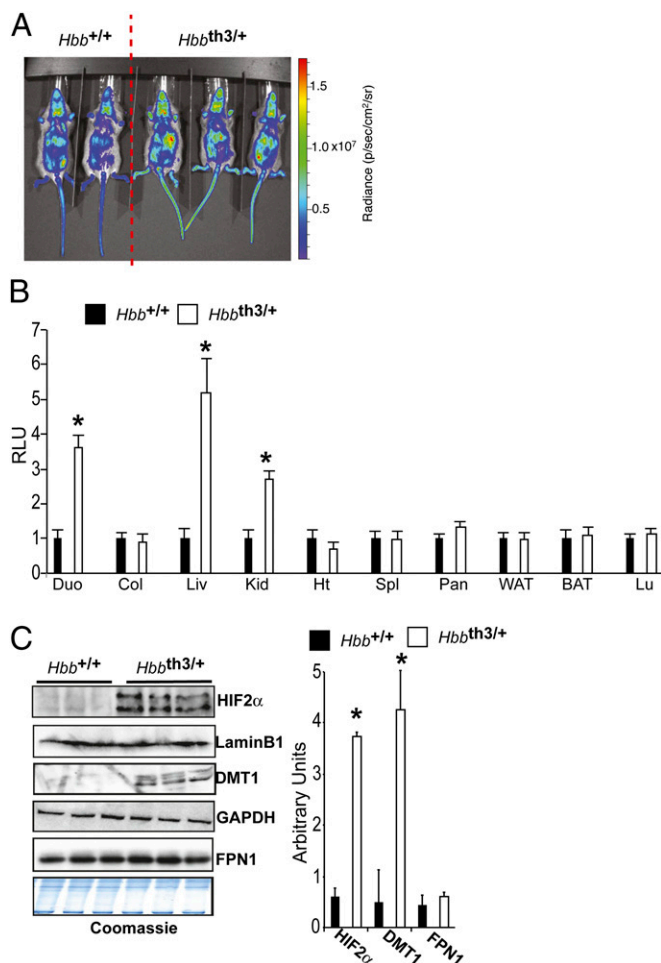 A
Hbb+/+ Hbbth3/+
1.5
1.0 x10⁷
0.5
Radiance (p/sec/cm²/sr)
B
Hbb+/+ Hbbth3/+
RLU
7
6
5
4
3
2
1
0
* * *
Duo Col Liv Kid Ht Spl Pan WAT BAT Lu
C
Hbb+/+ Hbbth3/+
HIF2α
LaminB1
DMT1
GAPDH
FPN1
Coomassie
Hbb+/+ Hbbth3/+
Arbitrary Units
5
4
3
2
1
0
* *
HIF2α DMT1 FPN1